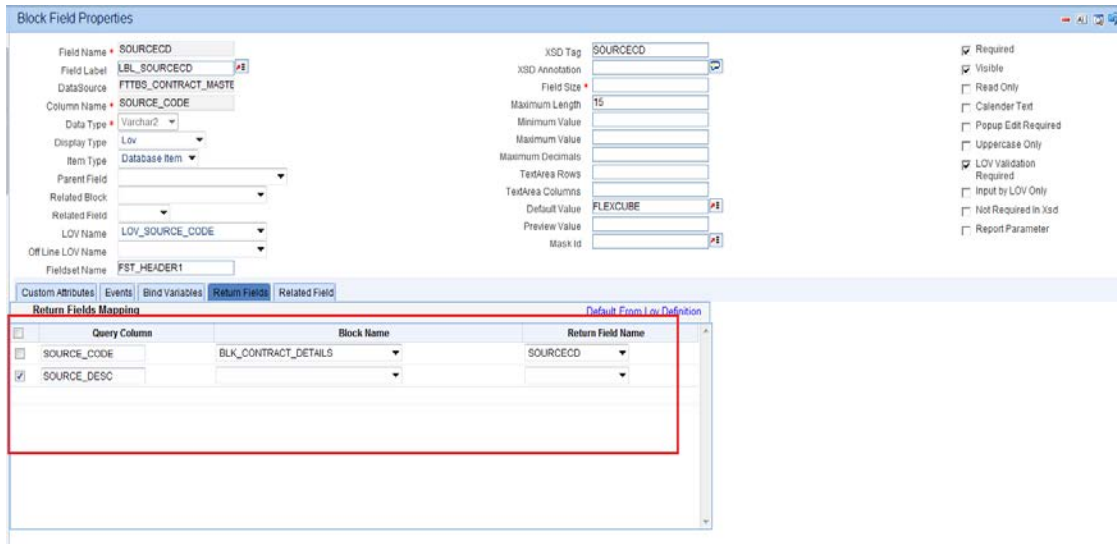 Block Field Properties
Field Name * SOURCECD
Field Label LBL_SOURCECD
DataSource FTTBS_CONTRACT_MASTE
Column Name * SOURCE_CODE
Data Type * Varchar2
Display Type Lov
Item Type Database Item
Parent Field
Related Block
Related Field
LOV Name LOV_SOURCE_CODE
Off Line LOV Name
Fieldset Name FST_HEADER1
XSD Tag SOURCECD
XSD Annotation
Field Size *
Maximum Length 15
Minimum Value
Maximum Value
Maximum Decimals
TextArea Rows
TextArea Columns
Default Value FLEXCUBE
Preview Value
Mask Id
Required
Visible
Read Only
Calender Text
Popup Edit Required
Uppercase Only
LOV Validation
Required
Input by LOV Only
Not Required In Xsd
Report Parameter
Custom Attributes Events Bind Variables Return Fields Related Field
Return Fields Mapping Default From Lov Definition
Query Column Block Name Return Field Name
SOURCE_CODE BLK_CONTRACT_DETAILS SOURCECD
SOURCE_DESC